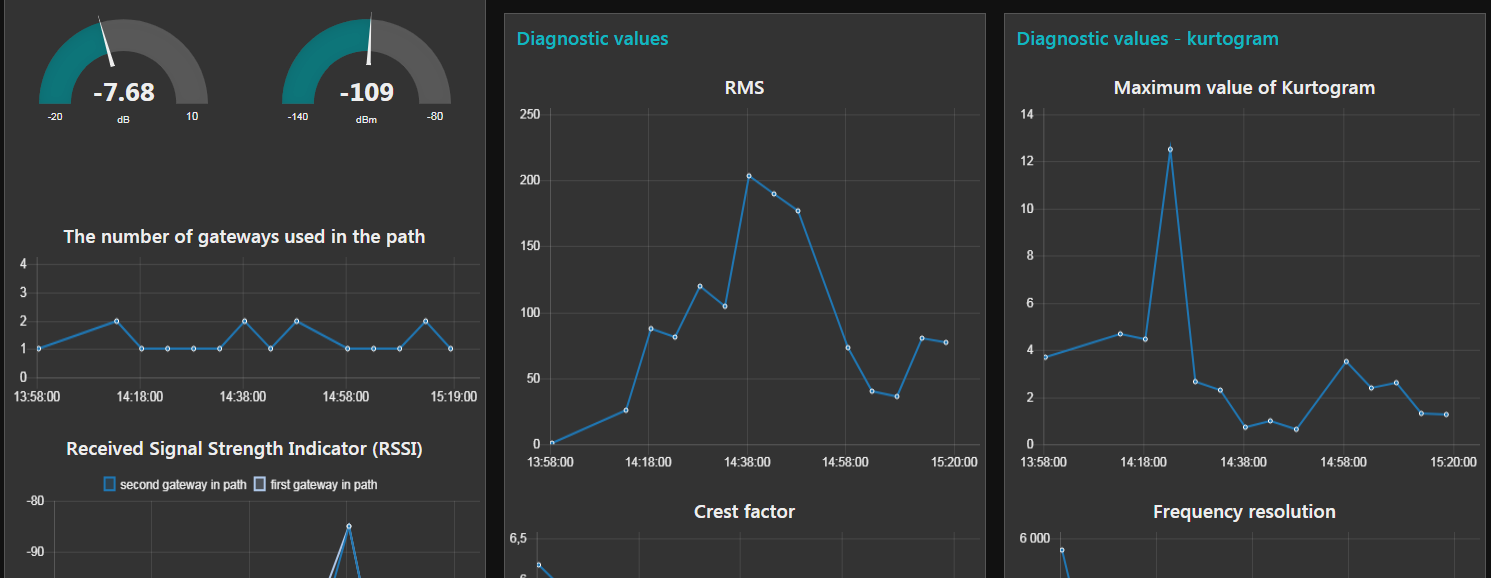 -7.68
-20
dB
10
-109
-140
dBm
-80
The number of gateways used in the path
4
3
2
1
0
13:58:00 14:18:00 14:38:00 14:58:00 15:19:00
Received Signal Strength Indicator (RSSI)
second gateway in path first gateway in path
-80
-90
Diagnostic values
RMS
250
200
150
100
50
0
13:58:00 14:18:00 14:38:00 14:58:00 15:20:00
Crest factor
6,5
Diagnostic values - kurtogram
Maximum value of Kurtogram
14
12
10
8
6
4
2
0
13:58:00 14:18:00 14:38:00 14:58:00 15:20:00
Frequency resolution
6 000